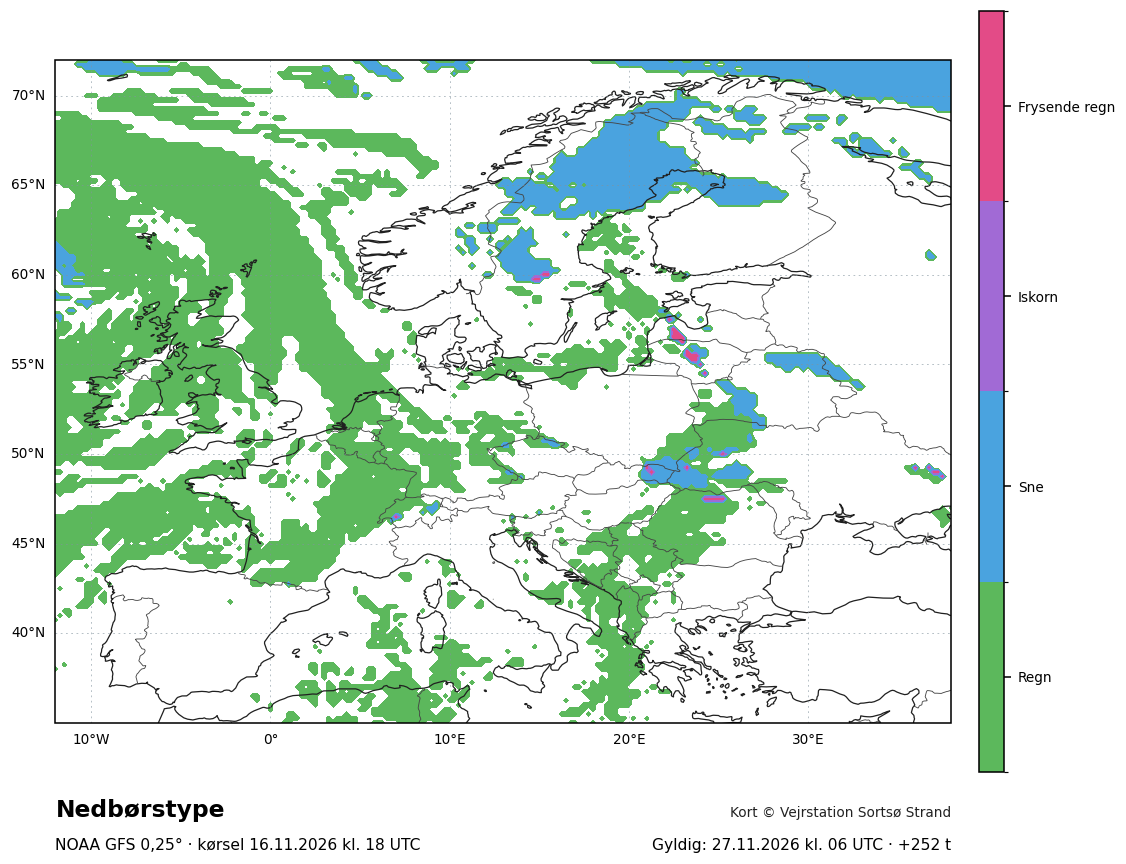 70°N
65°N
60°N
55°N
50°N
45°N
40°N
10°W
0°
10°E
20°E
30°E
Frysende regn
Iskorn
Sne
Regn
Nedbørstype
Kort © Vejrstation Sortsø Strand
NOAA GFS 0,25° · kørsel 16.11.2026 kl. 18 UTC
Gyldig: 27.11.2026 kl. 06 UTC · +252 t